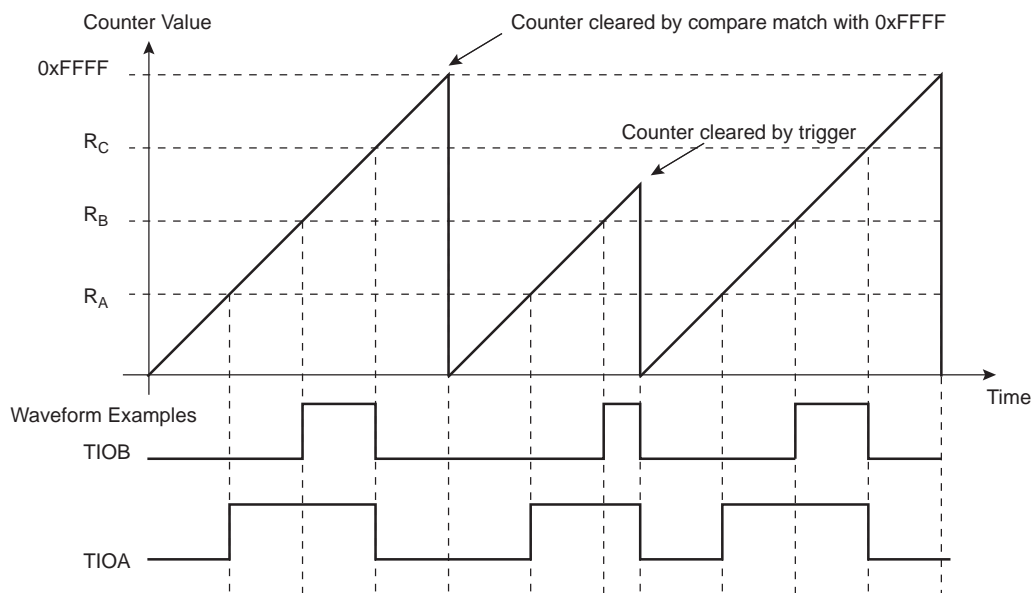 Counter Value
Counter cleared by compare match with 0xFFFF
0xFFFF
Counter cleared by trigger
RC
RB
RA
Time
Waveform Examples
TIOB
TIOA